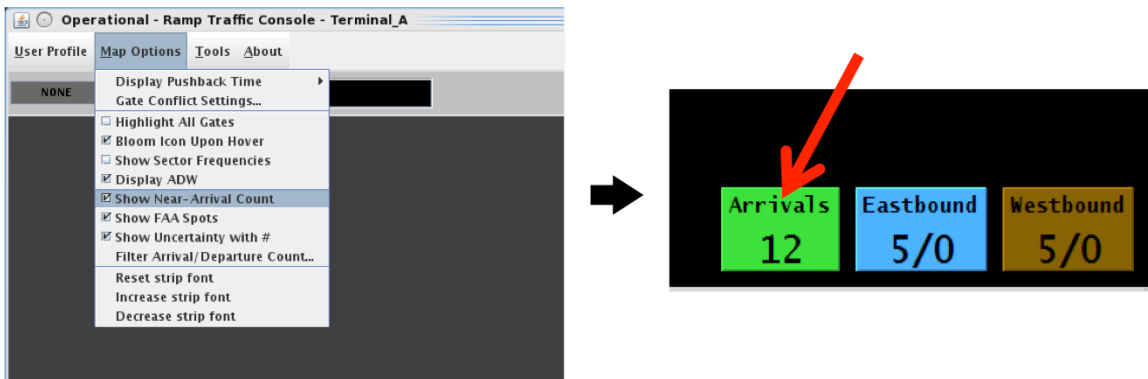 Operational - Ramp Traffic Console - Terminal_A
User Profile Map Options Tools About
NONE
Display Pushback Time
Gate Conflict Settings...
Highlight All Gates
Bloom Icon Upon Hover
Show Sector Frequencies
Display ADW
Show Near-Arrival Count
Show FAA Spots
Show Uncertainty with #
Filter Arrival/Departure Count...
Reset strip font
Increase strip font
Decrease strip font
Arrivals Eastbound Westbound
12 5/0 5/0